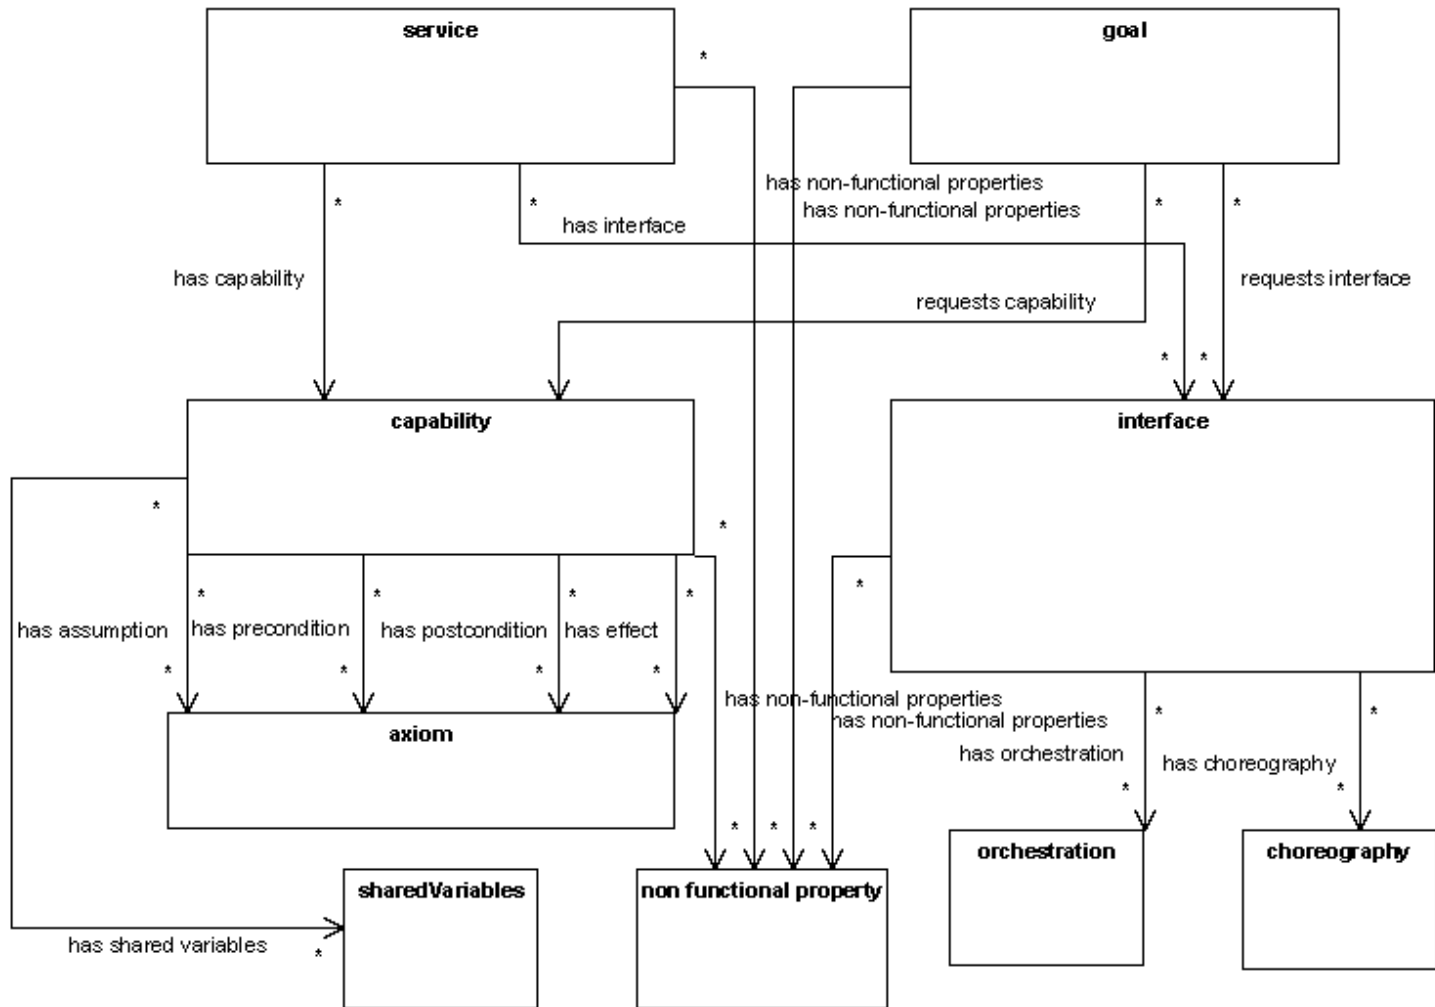 service
goal
*
has non-functional properties
* * * *
has non-functional properties
has interface
has capability
requests interface
requests capability
* *
capability
interface
*
*
*
* * * *
has assumption
has precondition
has postcondition
has effect
* * * *
has non-functional properties
has non-functional properties
* *
axiom
has orchestration
has choreography
* *
* * *
orchestration
choreography
sharedVariables
non functional property
has shared variables
*